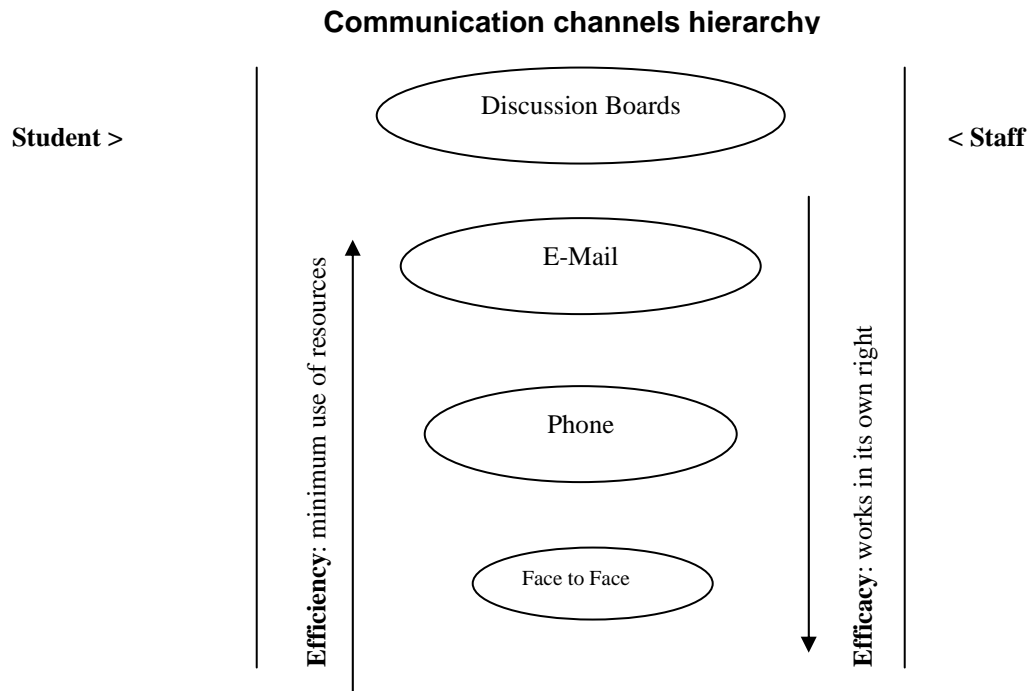 Communication channels hierarchy
Discussion Boards
Student >
< Staff
E-Mail
Efficiency: minimum use of resources
Efficacy: works in its own right
Phone
Face to Face